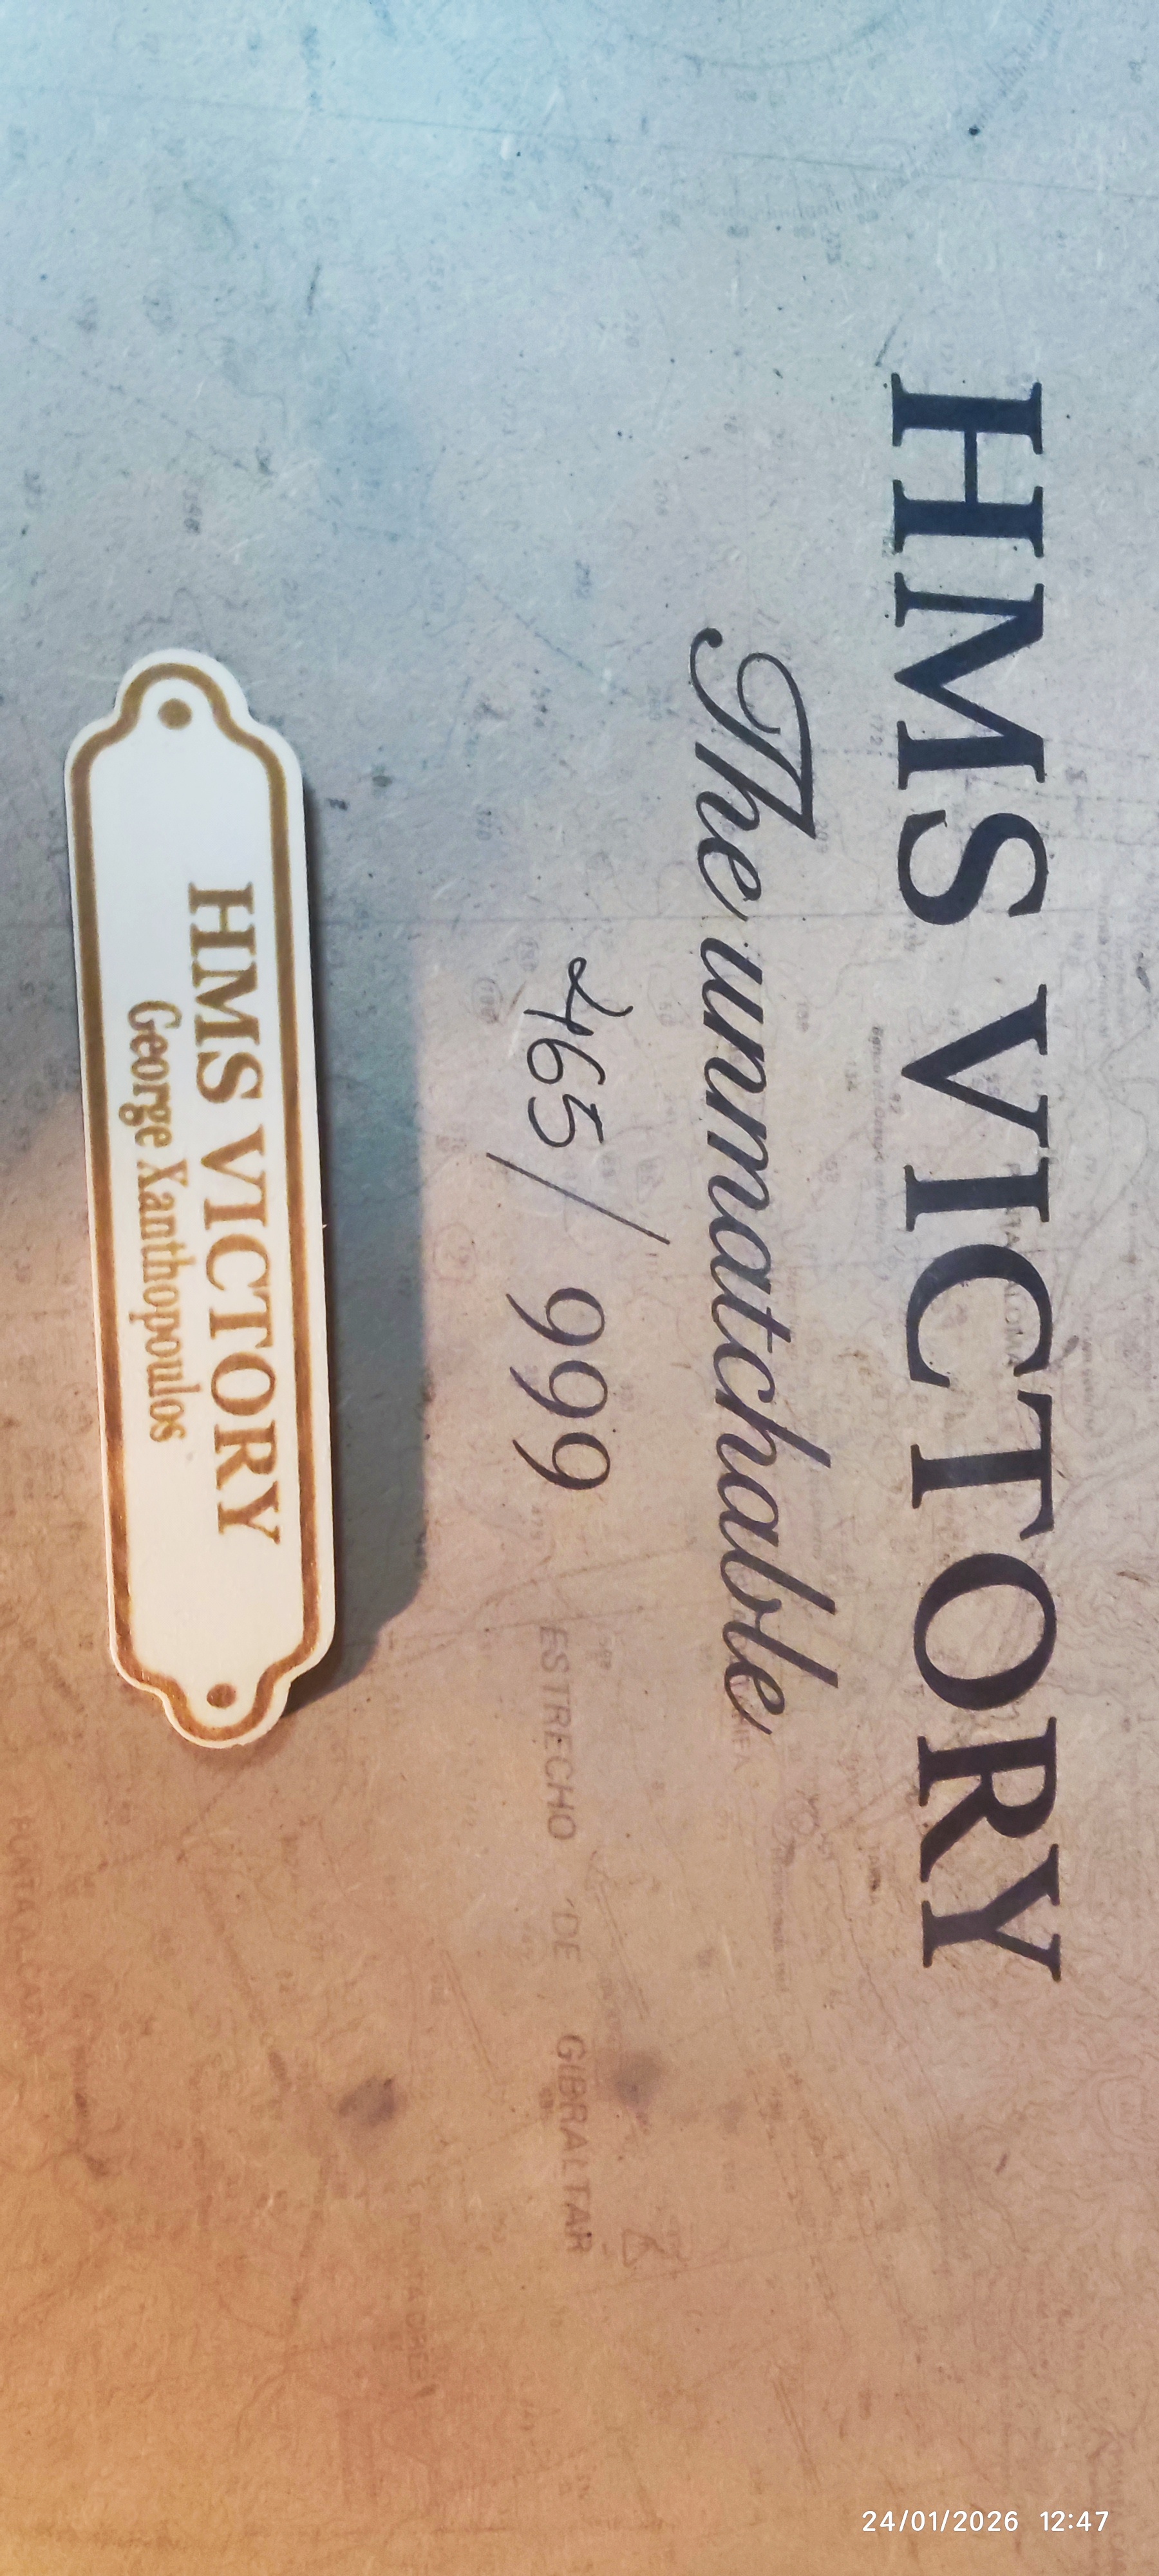 HMS VICTORY
The unmatchable
465/999
ESTRECHO DE GIBRALTAR
HMS VICTORY
George Xanthopoulos
24/01/2026 12:47